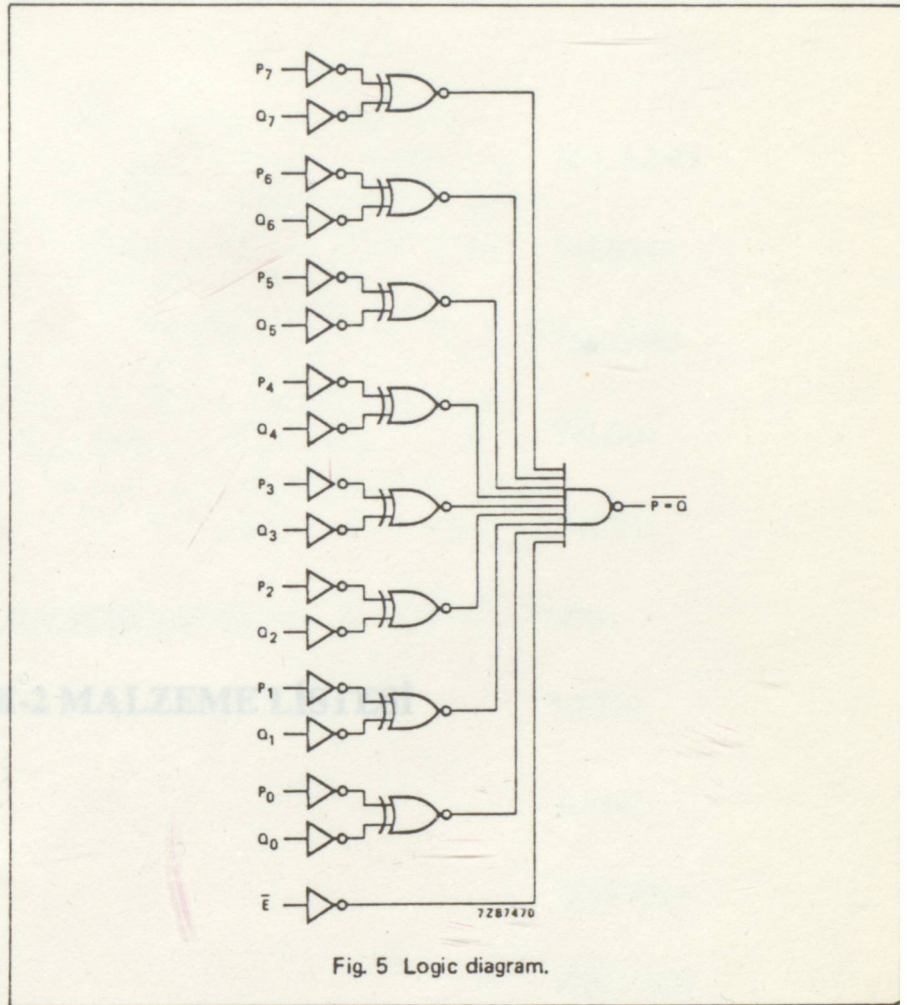 P7
Q7
P6
Q6
P5
Q5
P4
Q4
P3
Q3
P = Q
P2
Q2
K-2 MALZEME LİSTESİ
P1
Q1
P0
Q0
E
7Z87470
Fig. 5 Logic diagram.